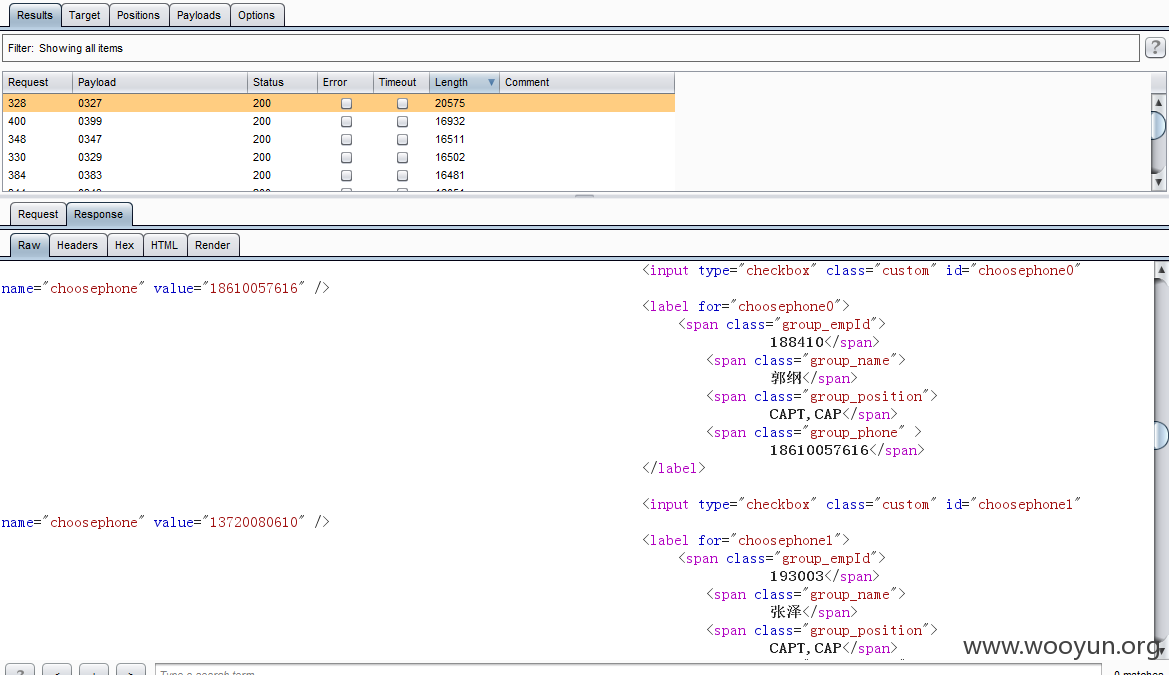 Results Target Positions Payloads Options
Filter: Showing all items
?
Request Payload Status Error Timeout Length Comment
328 0327 200 20575
400 0399 200 16932
348 0347 200 16511
330 0329 200 16502
384 0383 200 16481
Request Response
Raw Headers Hex HTML Render
<input type="checkbox" class="custom" id="choosephone0"
name="choosephone" value="18610057616" />
<label for="choosephone0">
<span class="group_empId">
188410</span>
<span class="group_name">
郭纲</span>
<span class="group_position">
CAPT,CAP</span>
<span class="group_phone" >
18610057616</span>
</label>
<input type="checkbox" class="custom" id="choosephone1"
name="choosephone" value="13720080610" />
<label for="choosephone1">
<span class="group_empId">
193003</span>
<span class="group_name">
张泽</span>
<span class="group_position">
CAPT,CAP</span>
www.wooyun.org
? < + > Type a search term 0 matches